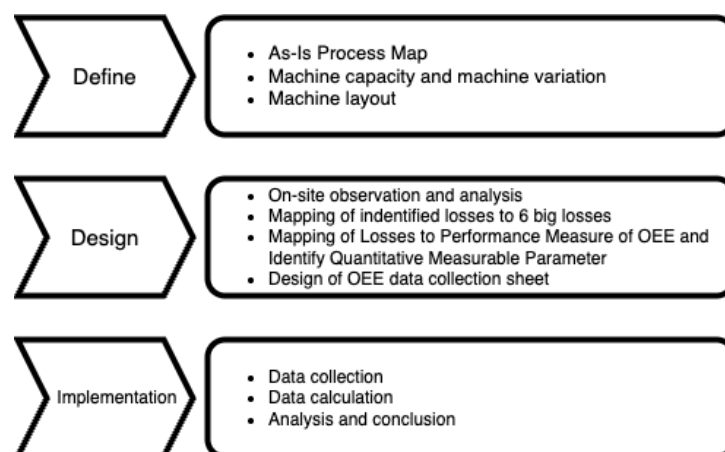 Define
• As-Is Process Map
• Machine capacity and machine variation
• Machine layout
Design
• On-site observation and analysis
• Mapping of indentified losses to 6 big losses
• Mapping of Losses to Performance Measure of OEE and
Identify Quantitative Measurable Parameter
• Design of OEE data collection sheet
Implementation
• Data collection
• Data calculation
• Analysis and conclusion